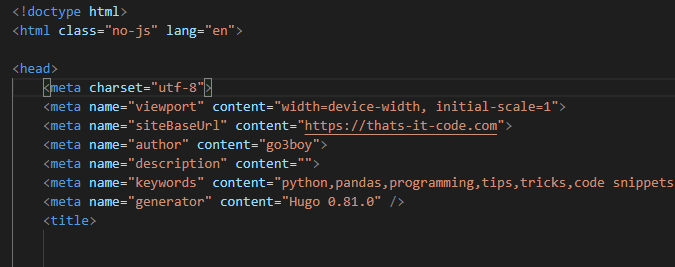 <!doctype html>
<html class="no-js" lang="en">
<head>
<meta charset="utf-8">
<meta name="viewport" content="width=device-width, initial-scale=1">
<meta name="siteBaseUrl" content="https://thats-it-code.com">
<meta name="author" content="go3boy">
<meta name="description" content="">
<meta name="keywords" content="python,pandas,programming,tips,tricks,code snippets
<meta name="generator" content="Hugo 0.81.0" />
<title>